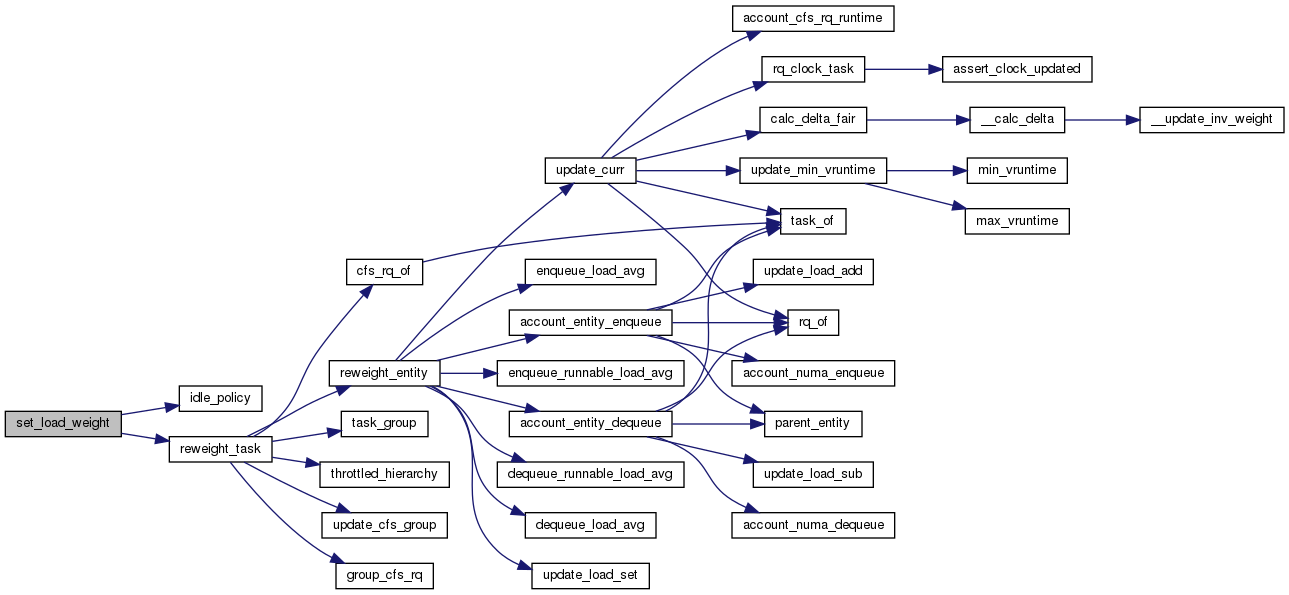 account_cfs_rq_runtime
rq_clock_task
assert_clock_updated
calc_delta_fair
__calc_delta
__update_inv_weight
update_curr
update_min_vruntime
min_vruntime
task_of
max_vruntime
cfs_rq_of
enqueue_load_avg
update_load_add
account_entity_enqueue
rq_of
reweight_entity
enqueue_runnable_load_avg
account_numa_enqueue
idle_policy
set_load_weight
task_group
account_entity_dequeue
parent_entity
reweight_task
throttled_hierarchy
dequeue_runnable_load_avg
update_load_sub
update_cfs_group
dequeue_load_avg
account_numa_dequeue
group_cfs_rq
update_load_set